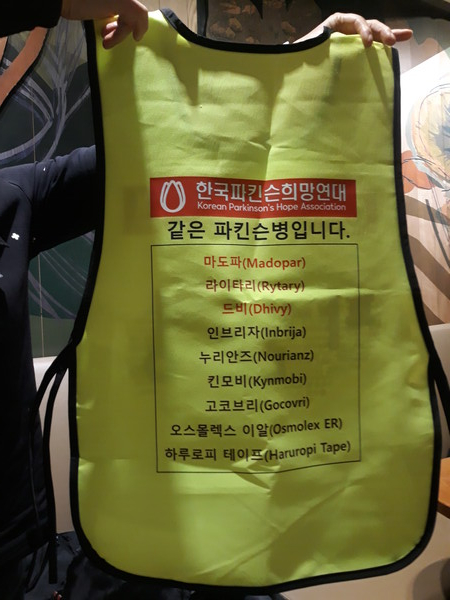 한국파킨슨희망연대
Korean Parkinson's Hope Association
같은 파킨슨병입니다.
마도파(Madopar)
라이타리(Rytary)
드비(Dhivy)
인브리자(Inbrija)
누리안즈(Nourianz)
킨모비(Kynmobi)
고코브리(Gocovri)
오스몰렉스 이알(Osmolex ER)
하루로피 테이프(Haruropi Tape)